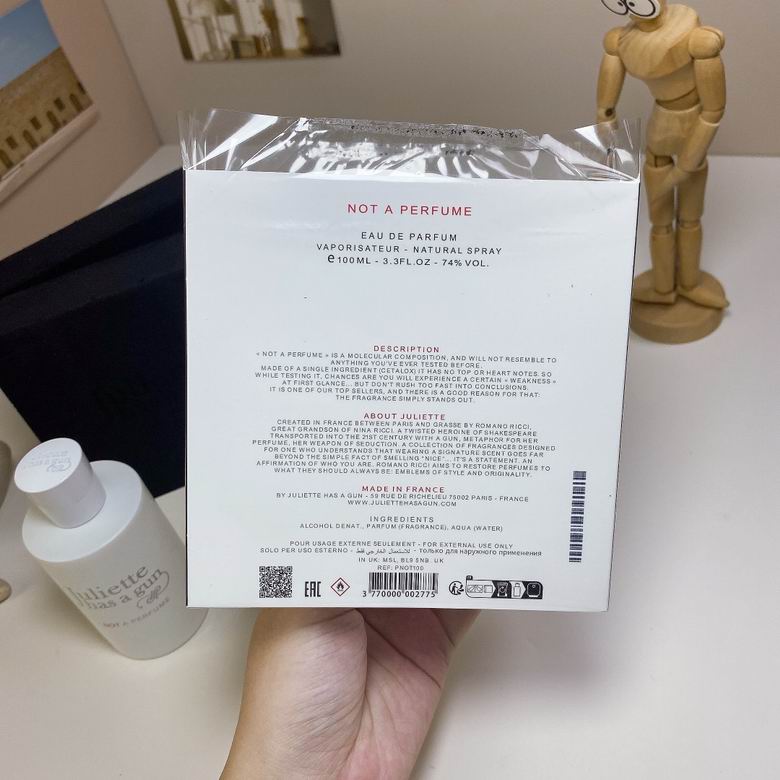 NOT A PERFUME
EAU DE PARFUM
VAPORISATEUR - NATURAL SPRAY
e 100ML - 3.3FL.OZ - 74% VOL.
DESCRIPTION
« NOT A PERFUME » IS A MOLECULAR COMPOSITION, AND WILL NOT RESEMBLE TO
ANYTHING YOU'VE EVER TESTED BEFORE.
MADE OF A SINGLE INGREDIENT (CETALOX) IT HAS NO TOP OR HEART NOTES. SO
WHILE TESTING IT, CHANCES ARE YOU WILL EXPERIENCE A CERTAIN « WEAKNESS »
AT FIRST GLANCE... BUT DON'T RUSH TOO FAST INTO CONCLUSIONS.
IT IS ONE OF OUR TOP SELLERS, AND THERE IS A GOOD REASON FOR THAT:
THE FRAGRANCE SIMPLY STANDS OUT.
ABOUT JULIETTE
CREATED IN FRANCE BETWEEN PARIS AND GRASSE BY ROMANO RICCI,
GREAT GRANDSON OF NINA RICCI. A TWISTED HEROINE OF SHAKESPEARE
TRANSPORTED INTO THE 21ST CENTURY WITH A GUN, METAPHOR FOR HER
PERFUME, HER WEAPON OF SEDUCTION. A COLLECTION OF FRAGRANCES DESIGNED
FOR ONE WHO UNDERSTANDS THAT WEARING A SIGNATURE SCENT GOES FAR
BEYOND THE SIMPLE FACT OF SMELLING "NICE"... IT'S A STATEMENT. AN
AFFIRMATION OF WHO YOU ARE. ROMANO RICCI AIMS TO RESTORE PERFUMES TO
WHAT THEY SHOULD ALWAYS BE: EMBLEMS OF STYLE AND ORIGINALITY.
MADE IN FRANCE
BY JULIETTE HAS A GUN - 59 RUE DE RICHELIEU 75002 PARIS - FRANCE
WWW.JULIETTEHASAGUN.COM
INGREDIENTS
ALCOHOL DENAT., PARFUM (FRAGRANCE), AQUA (WATER)
POUR USAGE EXTERNE SEULEMENT - FOR EXTERNAL USE ONLY
SOLO PER USO ESTERNO - للاستعمال الخارجي فقط - только для наружного применения
IN UK: MSL, BL9 5NB. UK
REF. PNOT100
EAC
3 770000 002775
Juliette
has a gun
NOT A PERFUME